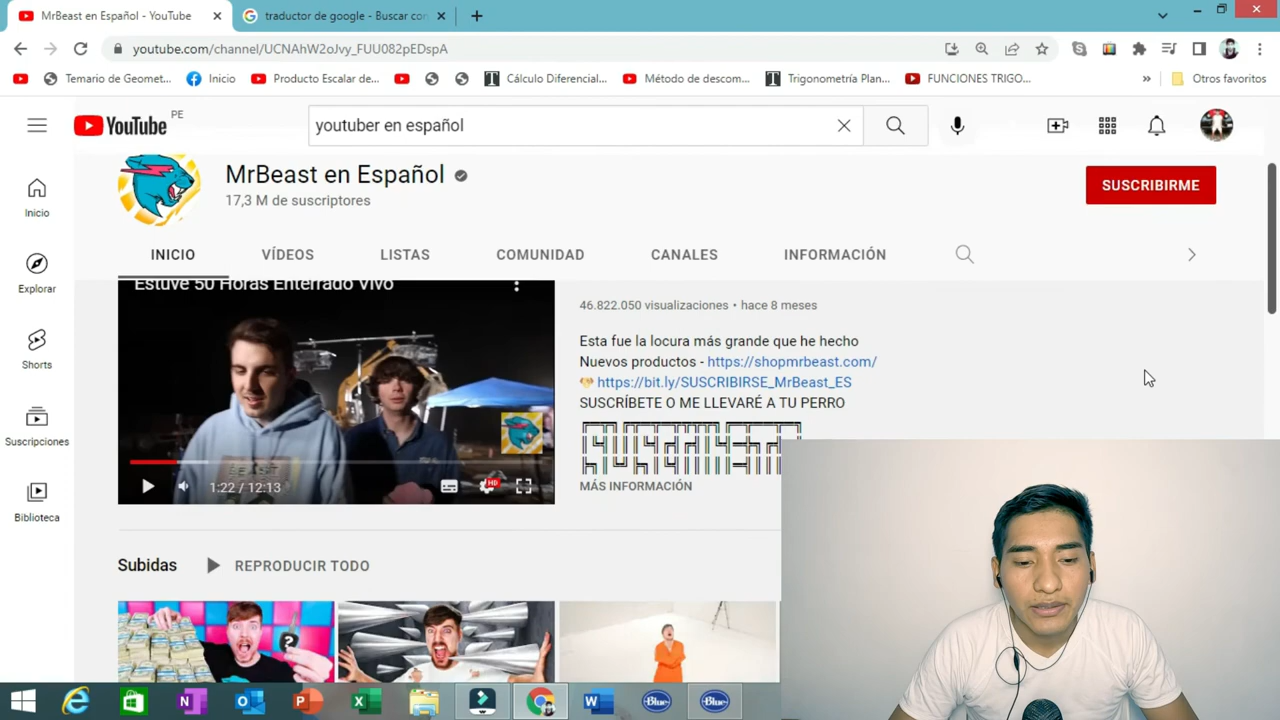 MrBeast en Español - YouTube
traductor de google - Buscar con
youtube.com/channel/UCNAhW2oJvy_FUU082pEDspA
Temario de Geomet...
Inicio
Producto Escalar de...
Cálculo Diferencial...
Método de descom...
Trigonometría Plan...
FUNCIONES TRIGO...
»
Otros favoritos
YouTube PE
youtuber en español
MrBeast en Español
17,3 M de suscriptores
SUSCRIBIRME
INICIO
VÍDEOS
LISTAS
COMUNIDAD
CANALES
INFORMACIÓN
Inicio
Explorar
Shorts
Suscripciones
Biblioteca
Estuve 50 Horas Enterrado Vivo
1:22 / 12:13
HD
46.822.050 visualizaciones • hace 8 meses
Esta fue la locura más grande que he hecho
Nuevos productos - https://shopmrbeast.com/
https://bit.ly/SUSCRIBIRSE_MrBeast_ES
SUSCRÍBETE O ME LLEVARÉ A TU PERRO
MÁS INFORMACIÓN
Subidas
REPRODUCIR TODO
Blue
Blue